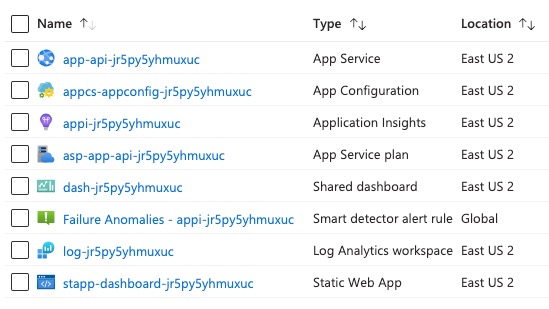 Name ↑↓ Type ↑↓ Location ↑↓
app-api-jr5py5yhmuxuc App Service East US 2
appcs-appconfig-jr5py5yhmuxuc App Configuration East US 2
appi-jr5py5yhmuxuc Application Insights East US 2
asp-app-api-jr5py5yhmuxuc App Service plan East US 2
dash-jr5py5yhmuxuc Shared dashboard East US 2
Failure Anomalies - appi-jr5py5yhmuxuc Smart detector alert rule Global
log-jr5py5yhmuxuc Log Analytics workspace East US 2
stapp-dashboard-jr5py5yhmuxuc Static Web App East US 2